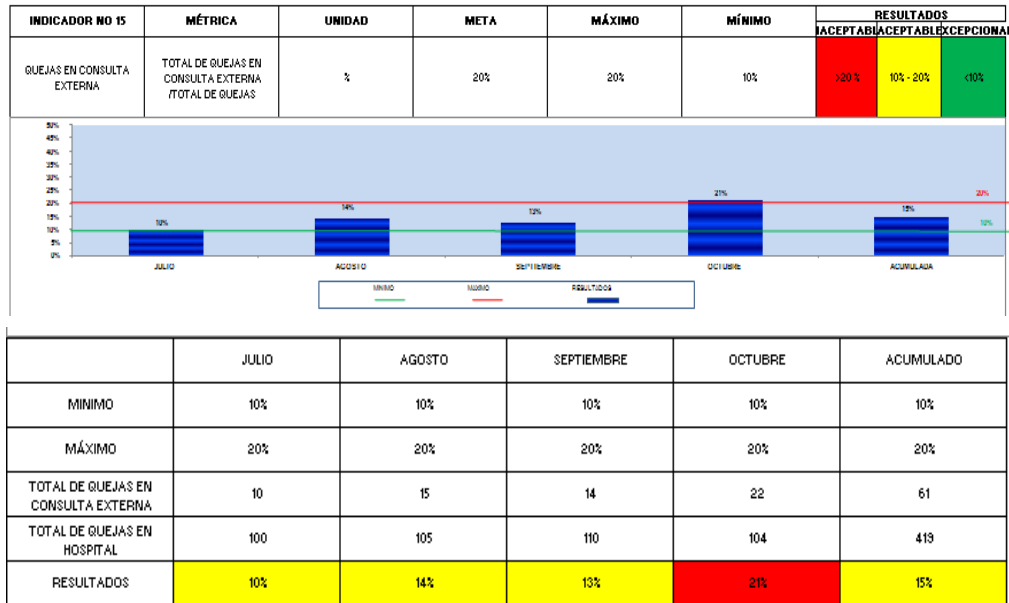 INDICADOR NO 15 MÉTRICA UNIDAD META MÁXIMO MÍNIMO RESULTADOS
IACEPTABL ACEPTABLE XCEPCIONA
QUEJAS EN CONSULTA EXTERNA TOTAL DE QUEJAS EN CONSULTA EXTERNA /TOTAL DE QUEJAS % 20% 20% 10% >20 % 10% - 20% <10%
50%
45%
40%
35%
30%
25%
20%
15%
10%
5%
0%
10% 14% 13% 21% 15%
20%
10%
JULIO AGOSTO SEPTIEMBRE OCTUBRE ACUMULADA
MINIMO MAXIMO RESULTADOS
JULIO AGOSTO SEPTIEMBRE OCTUBRE ACUMULADO
MINIMO 10% 10% 10% 10% 10%
MÁXIMO 20% 20% 20% 20% 20%
TOTAL DE QUEJAS EN CONSULTA EXTERNA 10 15 14 22 61
TOTAL DE QUEJAS EN HOSPITAL 100 105 110 104 419
RESULTADOS 10% 14% 13% 21% 15%